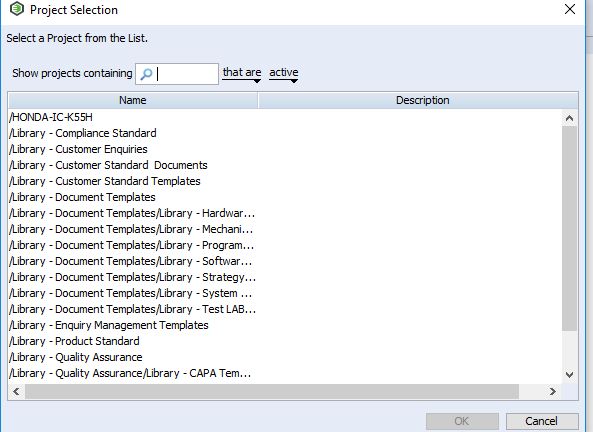 Project Selection
Select a Project from the List.
Show projects containing that are active
Name Description
/HONDA-IC-K55H
/Library - Compliance Standard
/Library - Customer Enquiries
/Library - Customer Standard  Documents
/Library - Customer Standard Templates
/Library - Document Templates
/Library - Document Templates/Library - Hardwar...
/Library - Document Templates/Library - Mechani...
/Library - Document Templates/Library - Program...
/Library - Document Templates/Library - Softwar...
/Library - Document Templates/Library - Strategy...
/Library - Document Templates/Library - System ...
/Library - Document Templates/Library - Test LAB...
/Library - Enquiry Management Templates
/Library - Product Standard
/Library - Quality Assurance
/Library - Quality Assurance/Library - CAPA Tem...
OK Cancel